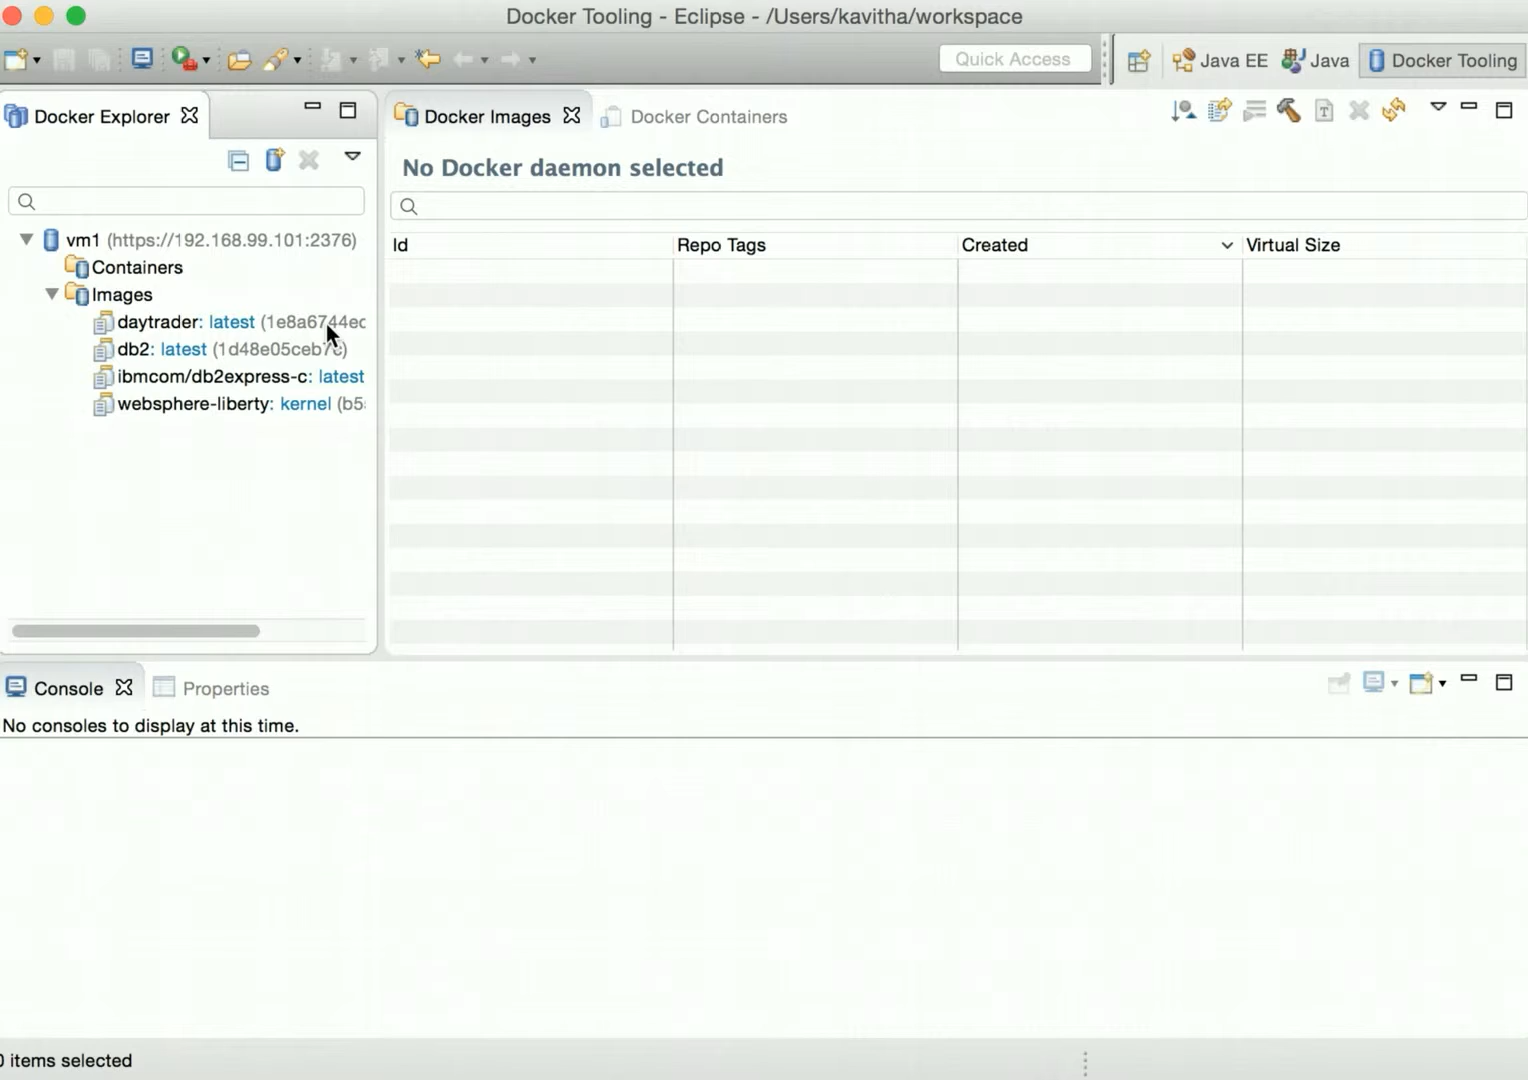 Docker Tooling - Eclipse - /Users/kavitha/workspace
Quick Access
Java EE
Java
Docker Tooling
Docker Explorer
Docker Images
Docker Containers
No Docker daemon selected
Id
Repo Tags
Created
Virtual Size
vm1 (https://192.168.99.101:2376)
Containers
Images
daytrader: latest (1e8a6744ec
db2: latest
ibmcom/db2express-c: latest
websphere-liberty: kernel (b5
Console
Properties
No consoles to display at this time.
items selected